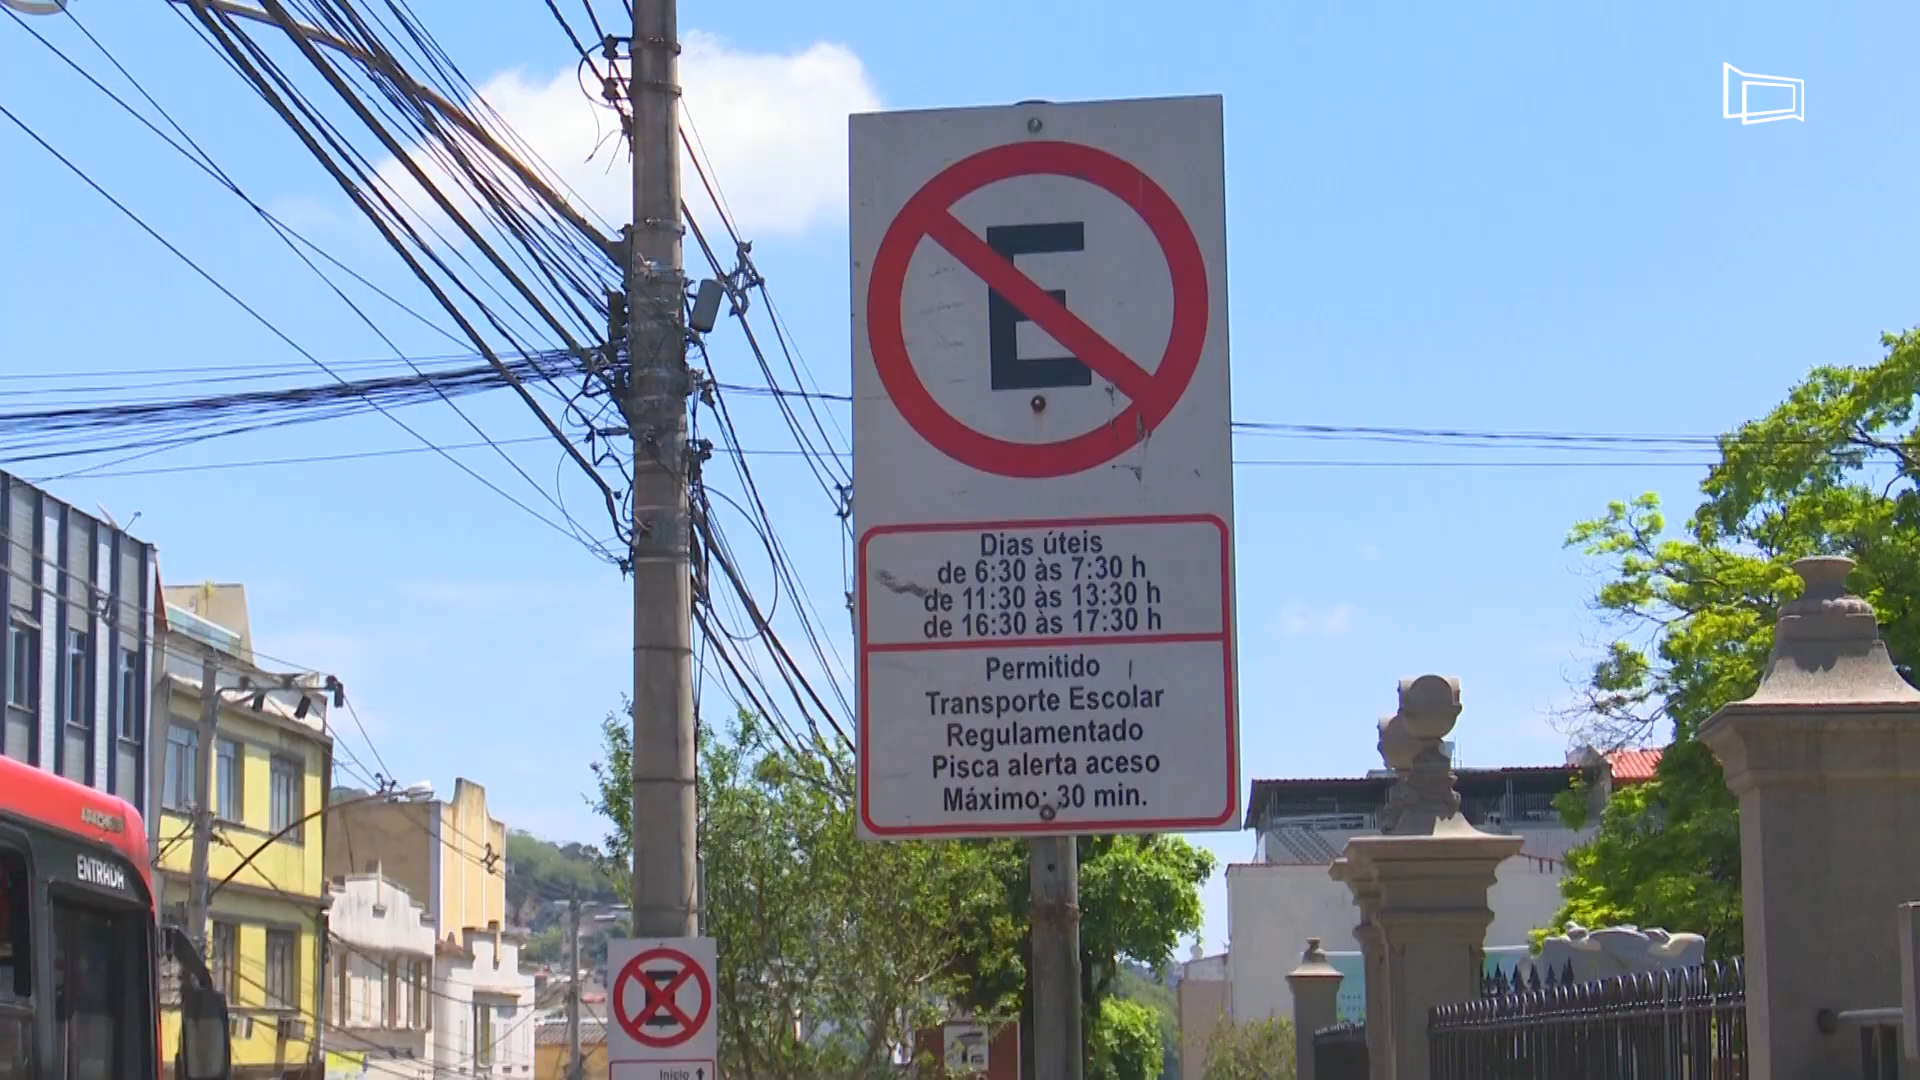 E
Dias úteis
de 6:30 às 7:30 h
de 11:30 às 13:30 h
de 16:30 às 17:30 h
Permitido
Transporte Escolar
Regulamentado
Pisca alerta aceso
Máximo: 30 min.
ENTRADA
E
Início